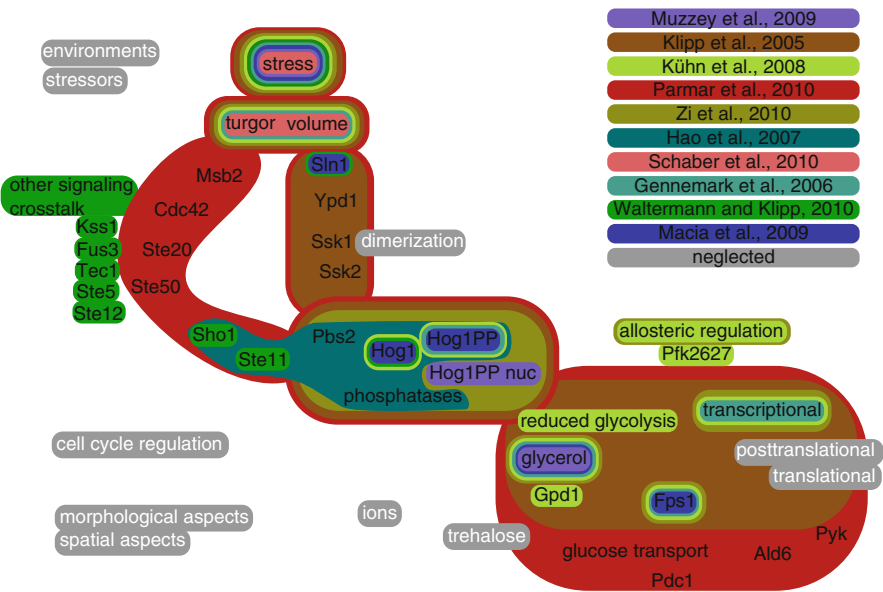 environments
stressors
stress
turgor volume
Muzzey et al., 2009
Klipp et al., 2005
Kühn et al., 2008
Parmar et al., 2010
Zi et al., 2010
Hao et al., 2007
Schaber et al., 2010
Gennemark et al., 2006
Waltermann and Klipp, 2010
Macia et al., 2009
neglected
Msb2
Sln1
other signaling
crosstalk
Cdc42
Ypd1
Kss1
Fus3
Tec1
Ste5
Ste12
Ste20
Ste50
Ssk1
dimerization
Ssk2
Sho1
Ste11
Pbs2
Hog1
Hog1PP
Hog1PP nuc
phosphatases
allosteric regulation
Pfk2627
reduced glycolysis
transcriptional
glycerol
posttranslational
translational
Gpd1
Fps1
cell cycle regulation
morphological aspects
spatial aspects
ions
trehalose
glucose transport
Pyk
Ald6
Pdc1